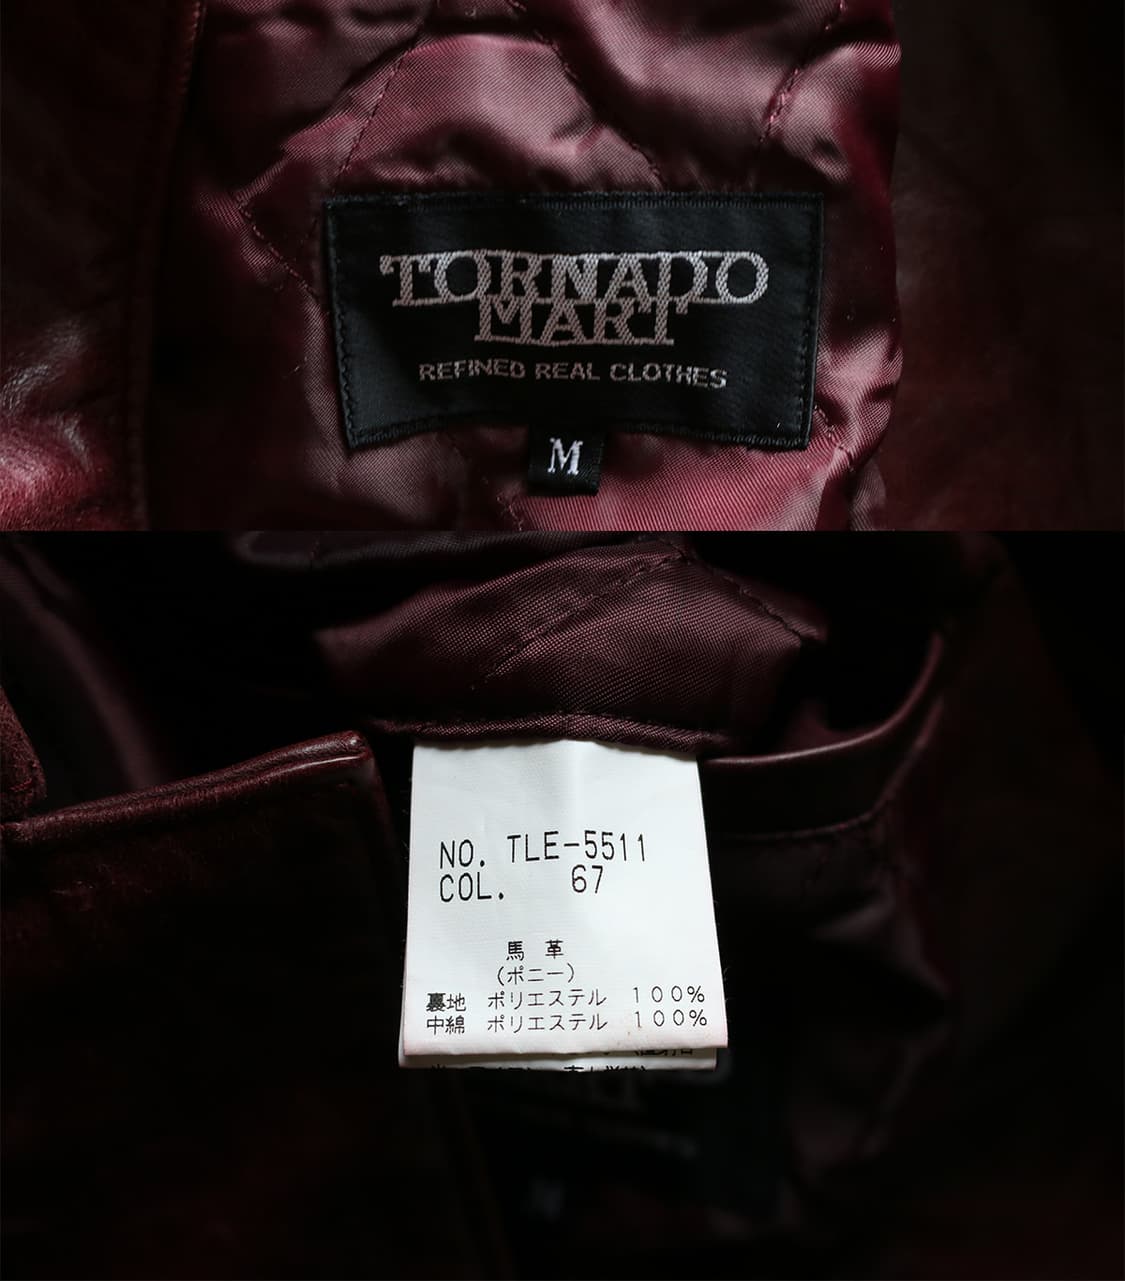 TORNADO
MART
REFINED REAL CLOTHES
M
NO. TLE-5511
COL. 67
馬 革
(ポニー)
裏地 ポリエステル 100%
中綿 ポリエステル 100%